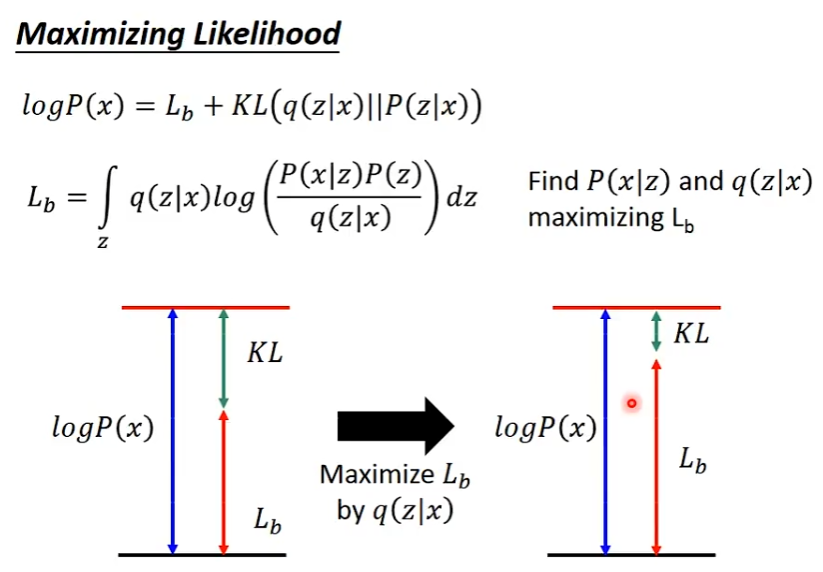 Maximizing Likelihood
logP(x) = L_b + KL(q(z|x)||P(z|x))
L_b = ∫_z q(z|x)log(P(x|z)P(z)/q(z|x))dz
Find P(x|z) and q(z|x)
maximizing L_b
KL
logP(x)
L_b
Maximize L_b
by q(z|x)
KL
logP(x)
L_b